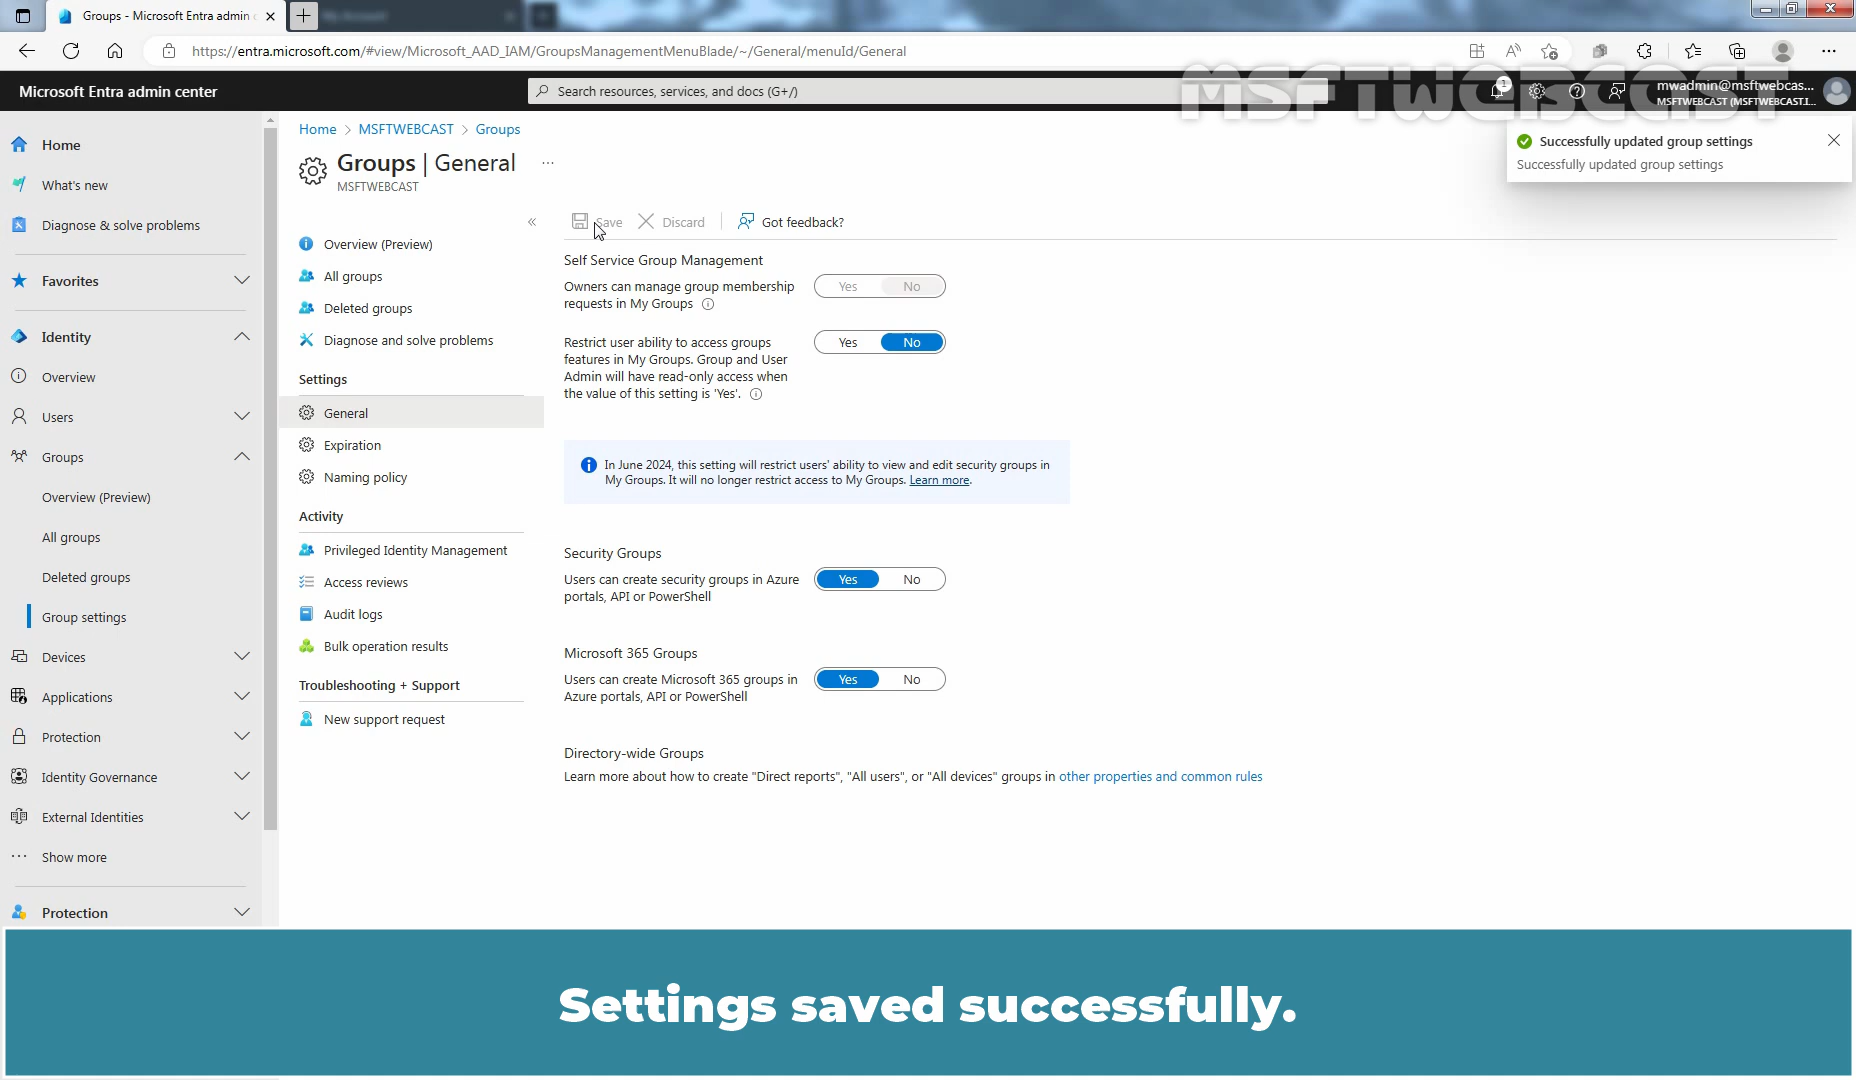 Groups - Microsoft Entra admin c
My Account
https://entra.microsoft.com/#view/Microsoft_AAD_IAM/GroupsManagementMenuBlade/~/General/menuId/General
MSFTWEBCAST
Microsoft Entra admin center
Search resources, services, and docs (G+/)
1
mwadmin@msftwebcas...
MSFTWEBCAST (MSFTWEBCAST.I...
Successfully updated group settings
Successfully updated group settings
Home
What's new
Diagnose & solve problems
Favorites
Identity
Overview
Users
Groups
Overview (Preview)
All groups
Deleted groups
Group settings
Devices
Applications
Protection
Identity Governance
External Identities
Show more
Protection
Home > MSFTWEBCAST > Groups
Groups | General ...
MSFTWEBCAST
«
Overview (Preview)
All groups
Deleted groups
Diagnose and solve problems
Settings
General
Expiration
Naming policy
Activity
Privileged Identity Management
Access reviews
Audit logs
Bulk operation results
Troubleshooting + Support
New support request
Save Discard Got feedback?
Self Service Group Management
Owners can manage group membership
requests in My Groups
Yes No
Restrict user ability to access groups
features in My Groups. Group and User
Admin will have read-only access when
the value of this setting is 'Yes'.
Yes No
In June 2024, this setting will restrict users' ability to view and edit security groups in
My Groups. It will no longer restrict access to My Groups. Learn more.
Security Groups
Users can create security groups in Azure
portals, API or PowerShell
Yes No
Microsoft 365 Groups
Users can create Microsoft 365 groups in
Azure portals, API or PowerShell
Yes No
Directory-wide Groups
Learn more about how to create "Direct reports", "All users", or "All devices" groups in other properties and common rules
Settings saved successfully.